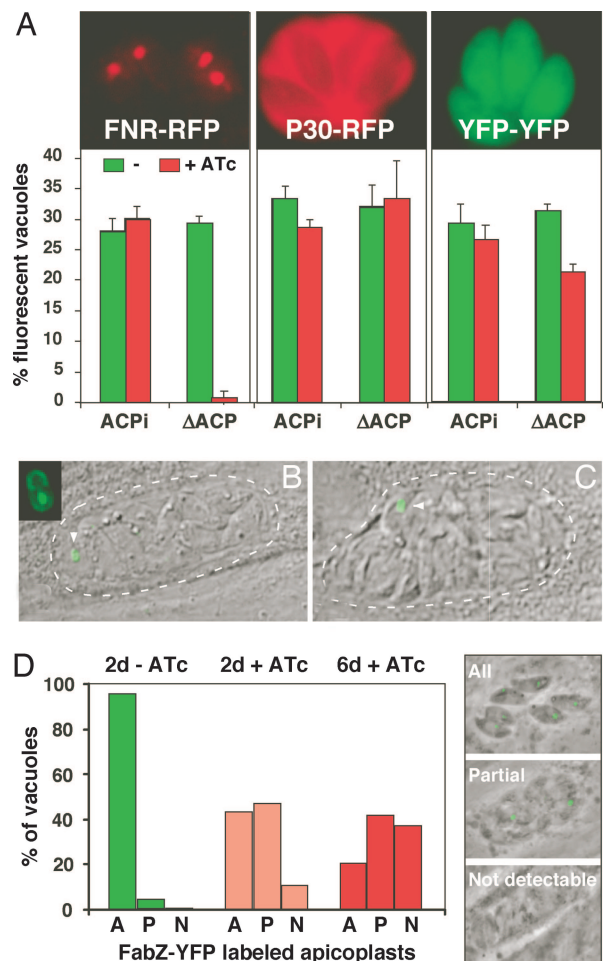 A
FNR-RFP P30-RFP YFP-YFP
- + ATc
% fluorescent vacuoles
40
35
30
25
20
15
10
5
0
ACPi ΔACP ACPi ΔACP ACPi ΔACP
B C
D
2d - ATc 2d + ATc 6d + ATc
% of vacuoles
100
80
60
40
20
0
A P N A P N A P N
FabZ-YFP labeled apicoplasts
All
Partial
Not detectable